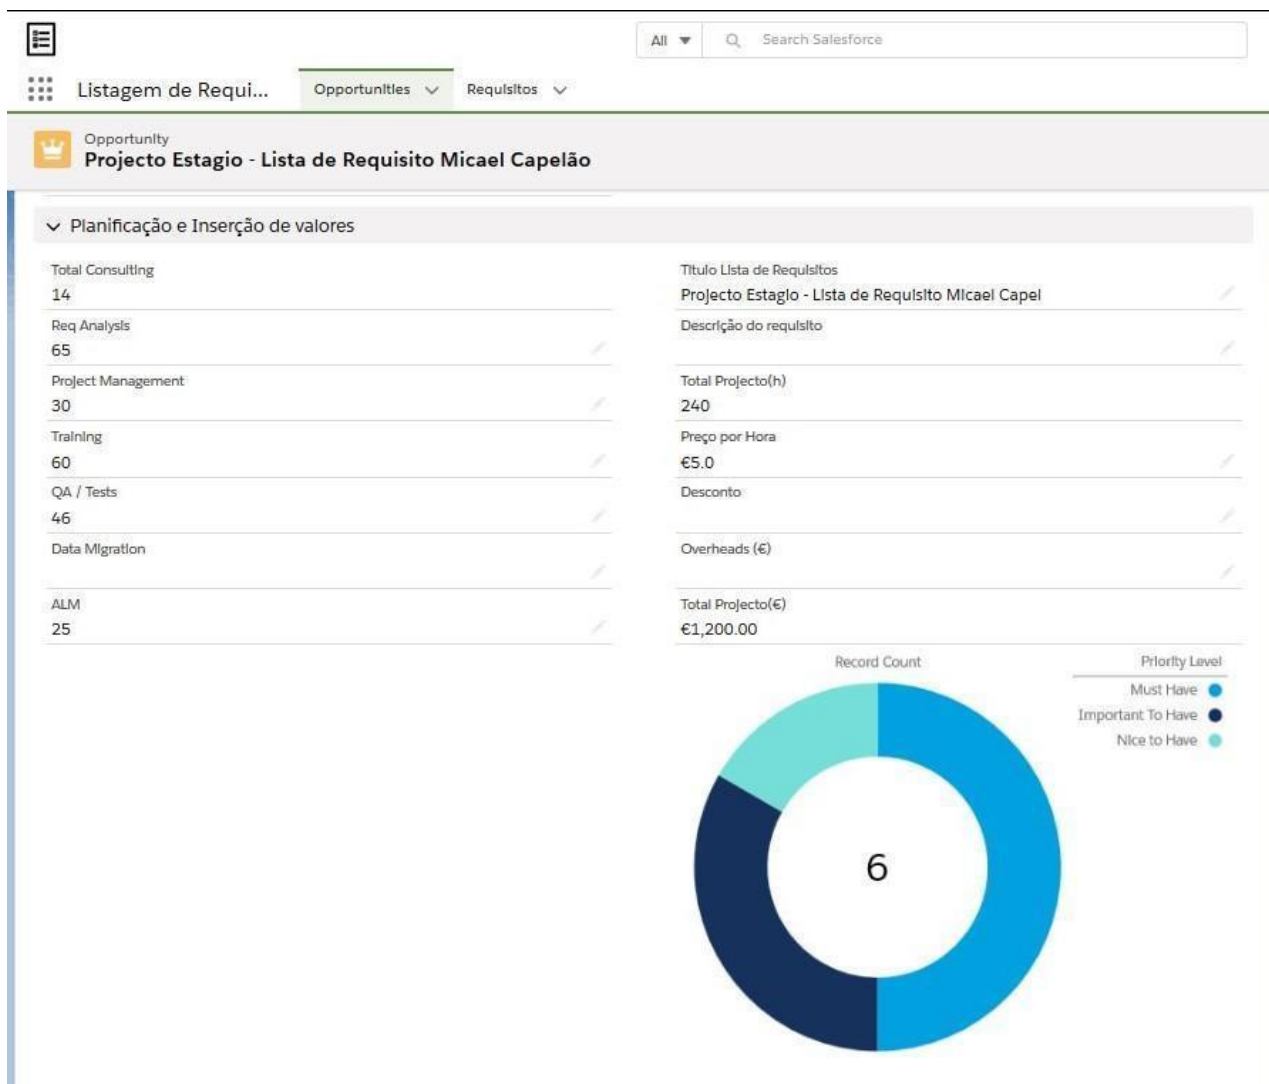 All
Search Salesforce
Listagem de Requi...
Opportunities
Requisitos
Opportunity
Projecto Estagio - Lista de Requisito Micael Capelão
Planificação e Inserção de valores
Total Consulting
14
Req Analysis
65
Project Management
30
Training
60
QA / Tests
46
Data Migration
ALM
25
Titulo Lista de Requisitos
Projecto Estagio - Lista de Requisito Micael Capel
Descrição do requisito
Total Projecto(h)
240
Preço por Hora
€5.0
Desconto
Overheads (€)
Total Projecto(€)
€1,200.00
Record Count
Priority Level
Must Have
Important To Have
Nice to Have
6